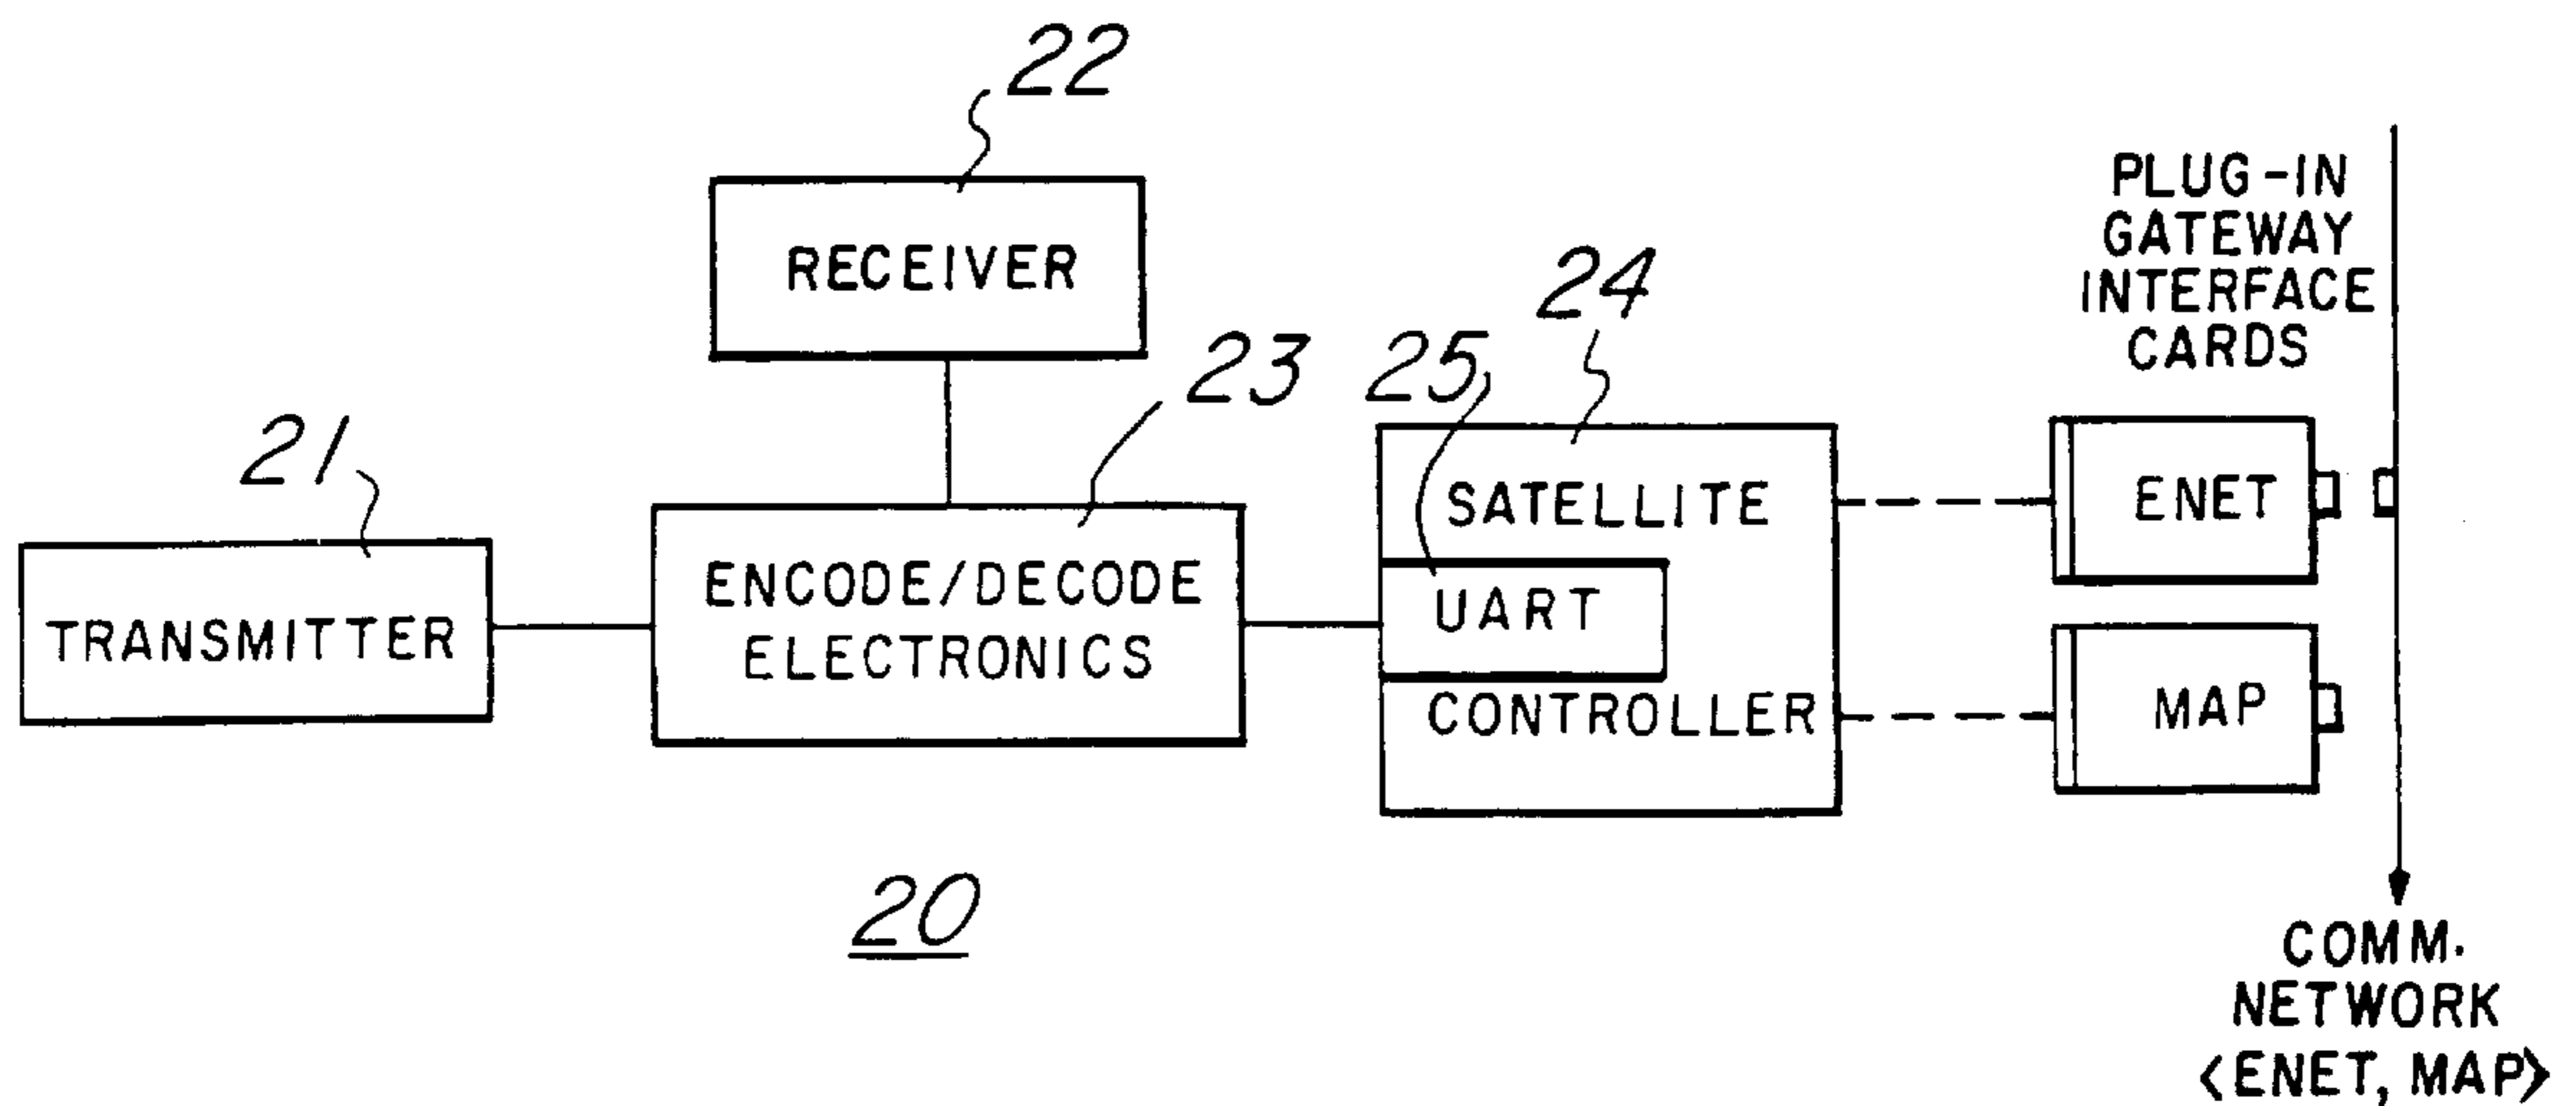 22
PLUG-IN
GATEWAY
INTERFACE
CARDS
RECEIVER
24
23
25
21
SATELLITE
ENET
ENCODE/DECODE
ELECTRONICS
UART
TRANSMITTER
CONTROLLER
MAP
20
COMM.
NETWORK
<ENET, MAP>